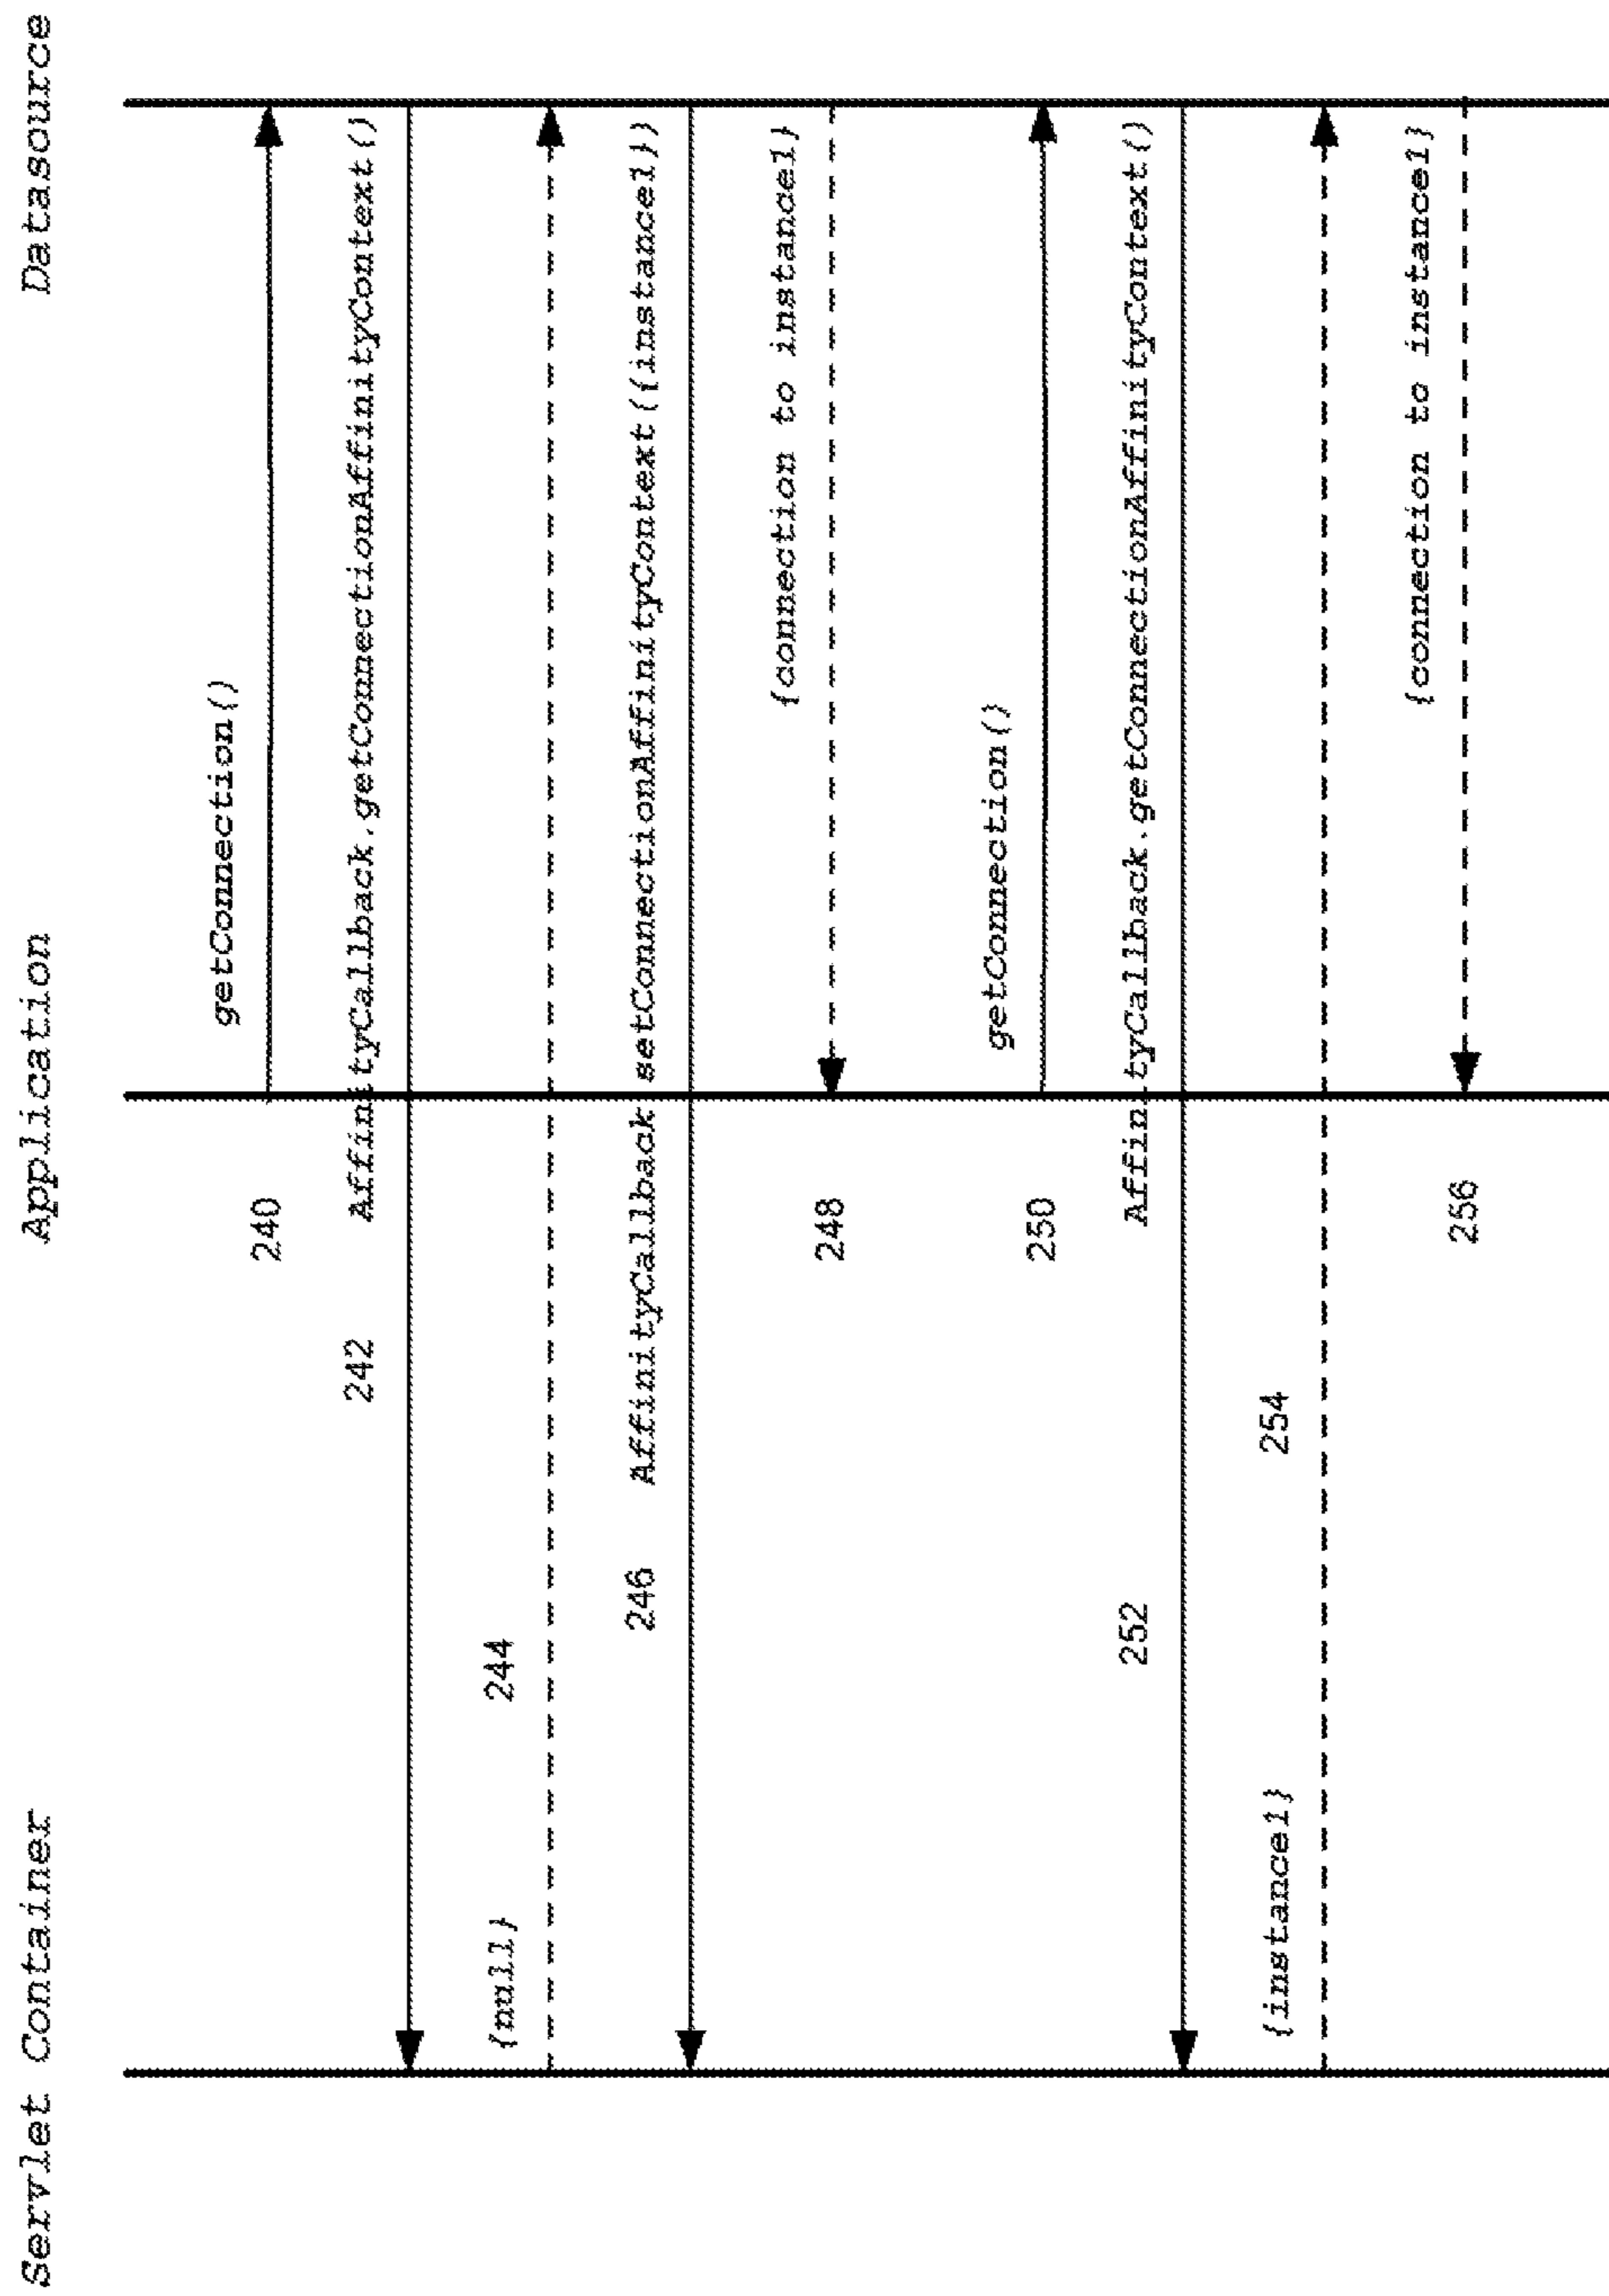 Servlet Container
Application
Datasource
getConnection()
240
AffinityCallback.getConnectionAffinityContext()
242
{null}
244
246
AffinityCallback setConnectionAffinityContext({instance1})
{connection to instance1}
248
getConnection()
250
AffinityCallback.getConnectionAffinityContext()
252
{instance1}
254
{connection to instance1}
256